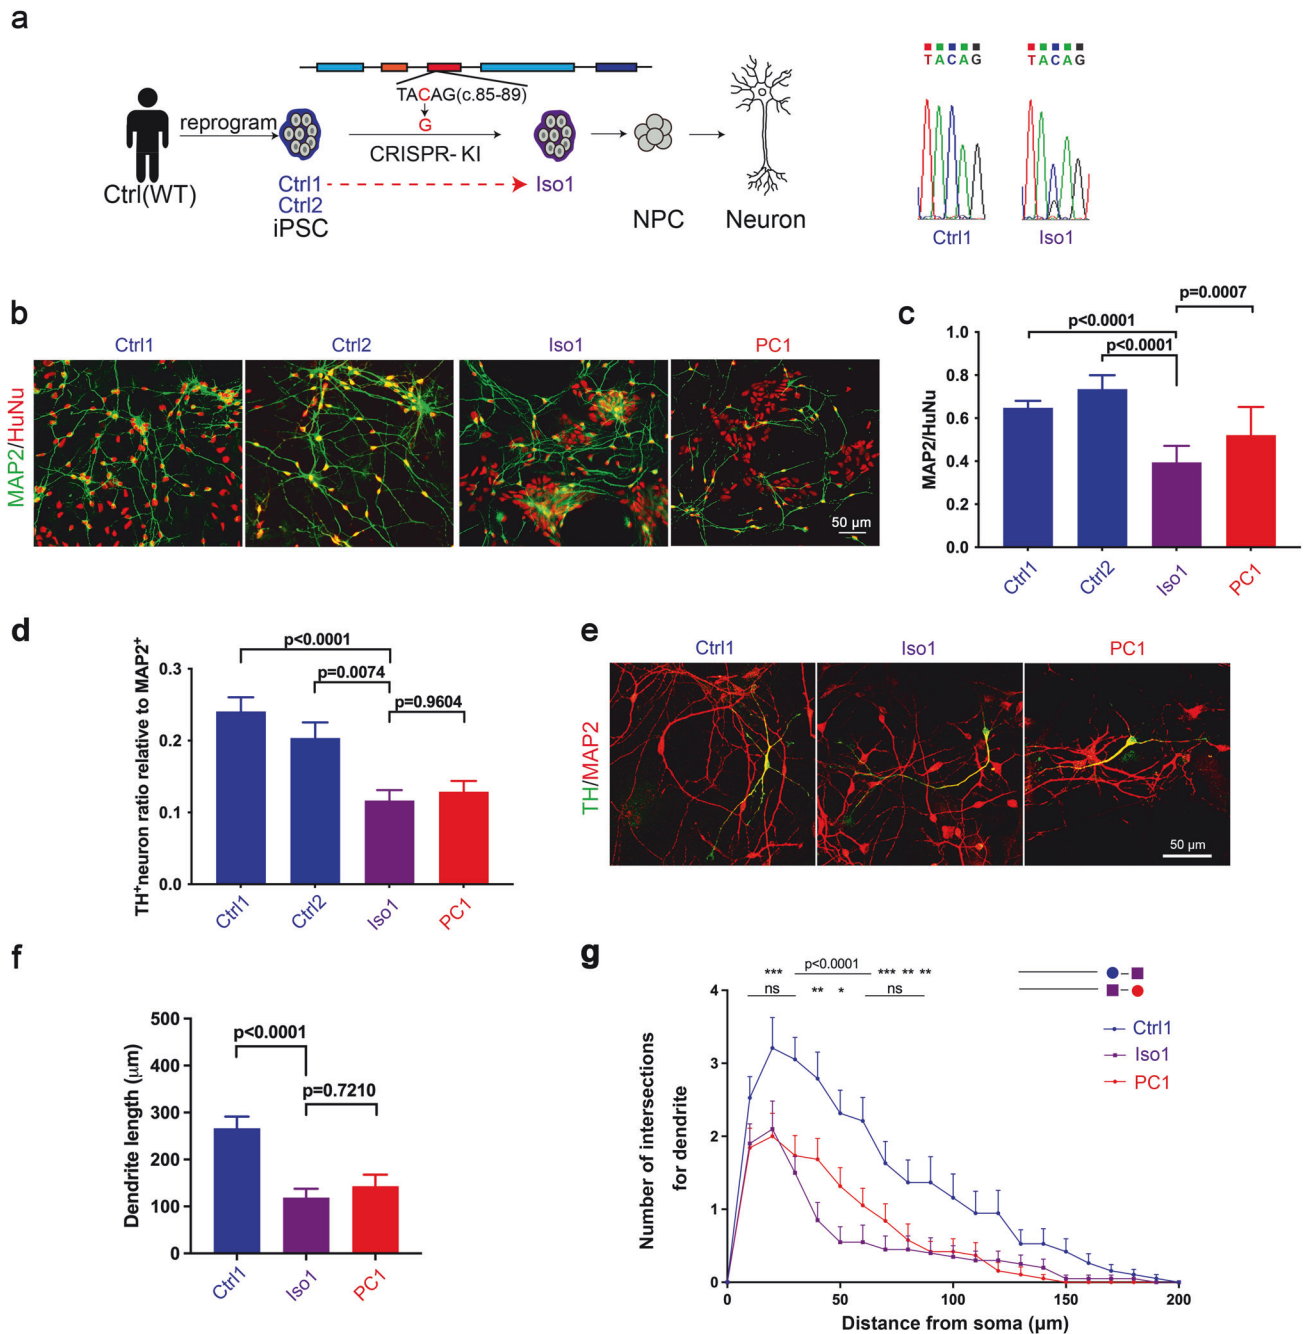 a
TACAG(c.85-89)
G
reprogram
CRISPR- KI
Ctrl(WT)
Ctrl1
Ctrl2
iPSC
Iso1
NPC
Neuron
TACAG
TACAG
Ctrl1
Iso1
b
Ctrl1
Ctrl2
Iso1
PC1
MAP2/HuNu
50 µm
c
p=0.0007
p<0.0001
p<0.0001
MAP2/HuNu
1.0
0.8
0.6
0.4
0.2
0.0
Ctrl1
Ctrl2
Iso1
PC1
d
p<0.0001
p=0.0074
p=0.9604
TH⁺neuron ratio relative to MAP2⁺
0.3
0.2
0.1
0.0
Ctrl1
Ctrl2
Iso1
PC1
e
Ctrl1
Iso1
PC1
TH/MAP2
50 µm
f
p<0.0001
p=0.7210
Dendrite length (µm)
500
400
300
200
100
0
Ctrl1
Iso1
PC1
g
*** p<0.0001 *** ** **
ns ** * ns
Ctrl1
Iso1
PC1
Number of intersections
for dendrite
4
3
2
1
0
0 50 100 150 200
Distance from soma (µm)